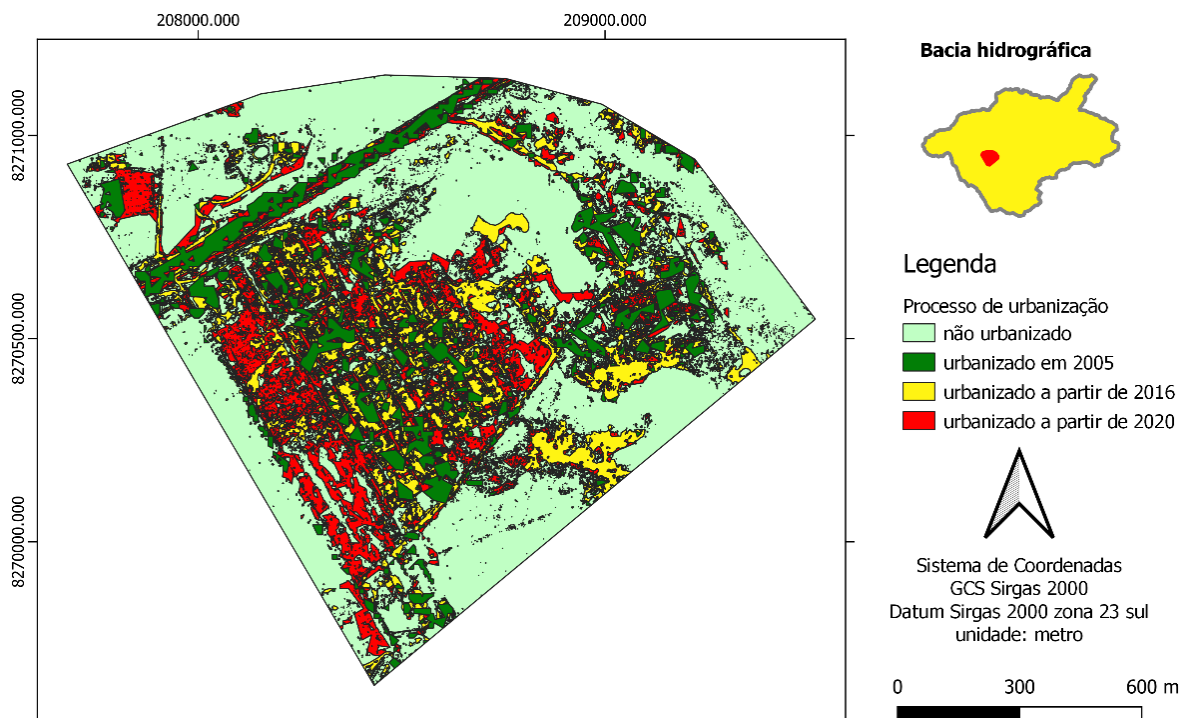 208000.000
209000.000
8271000.000
8270500.000
8270000.000
Bacia hidrográfica
Legenda
Processo de urbanização
não urbanizado
urbanizado em 2005
urbanizado a partir de 2016
urbanizado a partir de 2020
Sistema de Coordenadas
GCS Sirgas 2000
Datum Sirgas 2000 zona 23 sul
unidade: metro
0 300 600 m